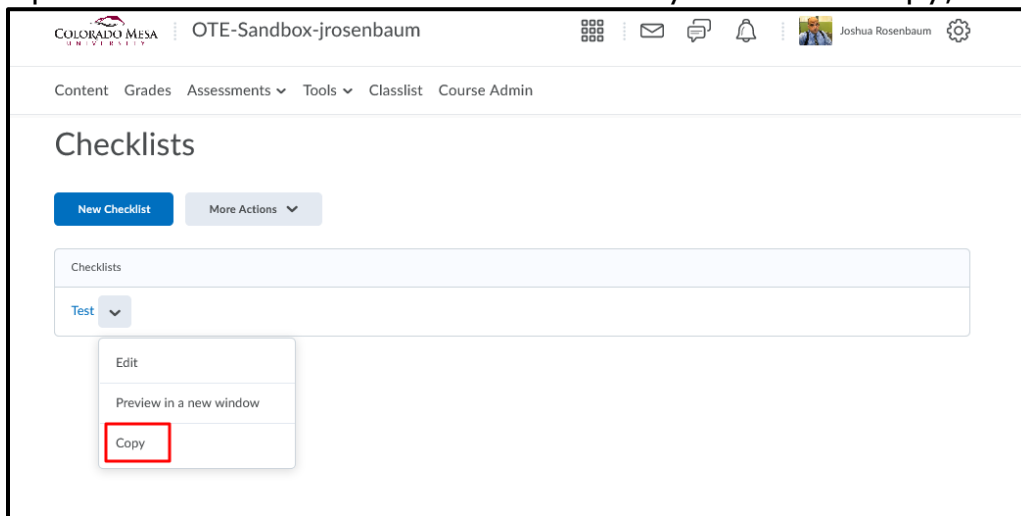 COLORADO MESA
UNIVERSITY
OTE-Sandbox-jrosenbaum
Joshua Rosenbaum
Content Grades Assessments Tools Classlist Course Admin
Checklists
New Checklist More Actions
Checklists
Test
Edit
Preview in a new window
Copy